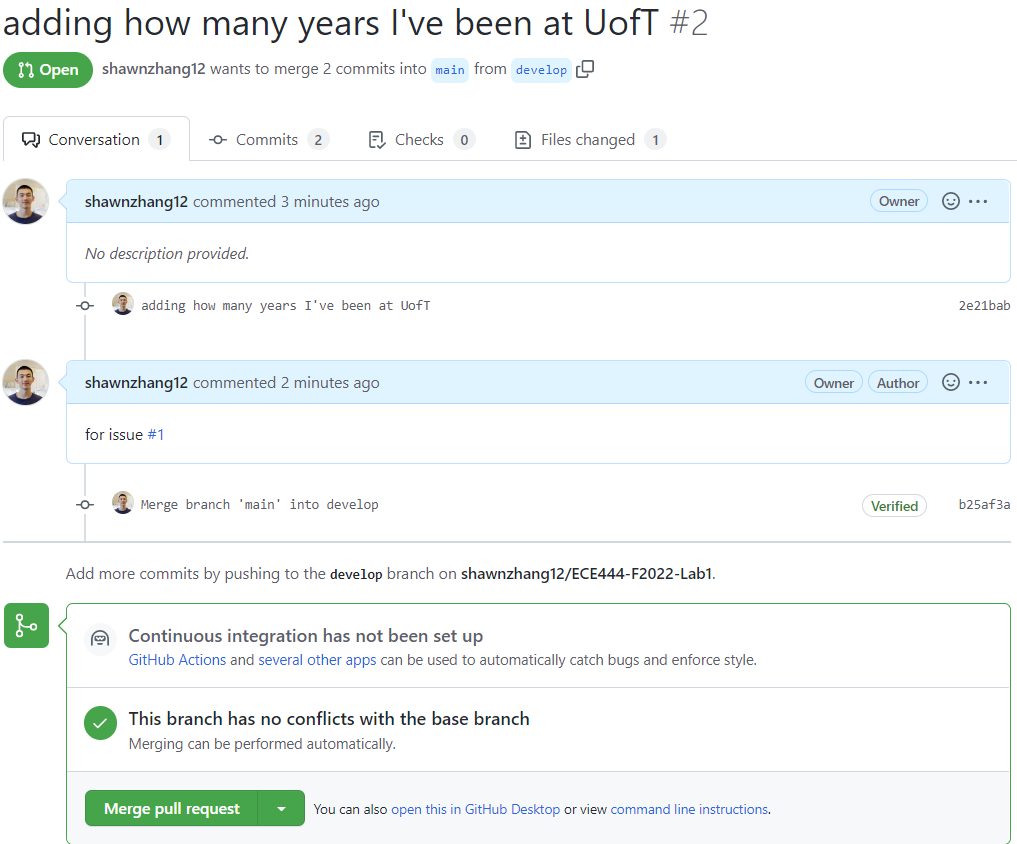 adding how many years I've been at UofT #2
Open shawnzhang12 wants to merge 2 commits into main from develop
Conversation 1 Commits 2 Checks 0 Files changed 1
shawnzhang12 commented 3 minutes ago Owner
No description provided.
adding how many years I've been at UofT 2e21bab
shawnzhang12 commented 2 minutes ago Owner Author
for issue #1
Merge branch 'main' into develop Verified b25af3a
Add more commits by pushing to the develop branch on shawnzhang12/ECE444-F2022-Lab1.
Continuous integration has not been set up
GitHub Actions and several other apps can be used to automatically catch bugs and enforce style.
This branch has no conflicts with the base branch
Merging can be performed automatically.
Merge pull request You can also open this in GitHub Desktop or view command line instructions.